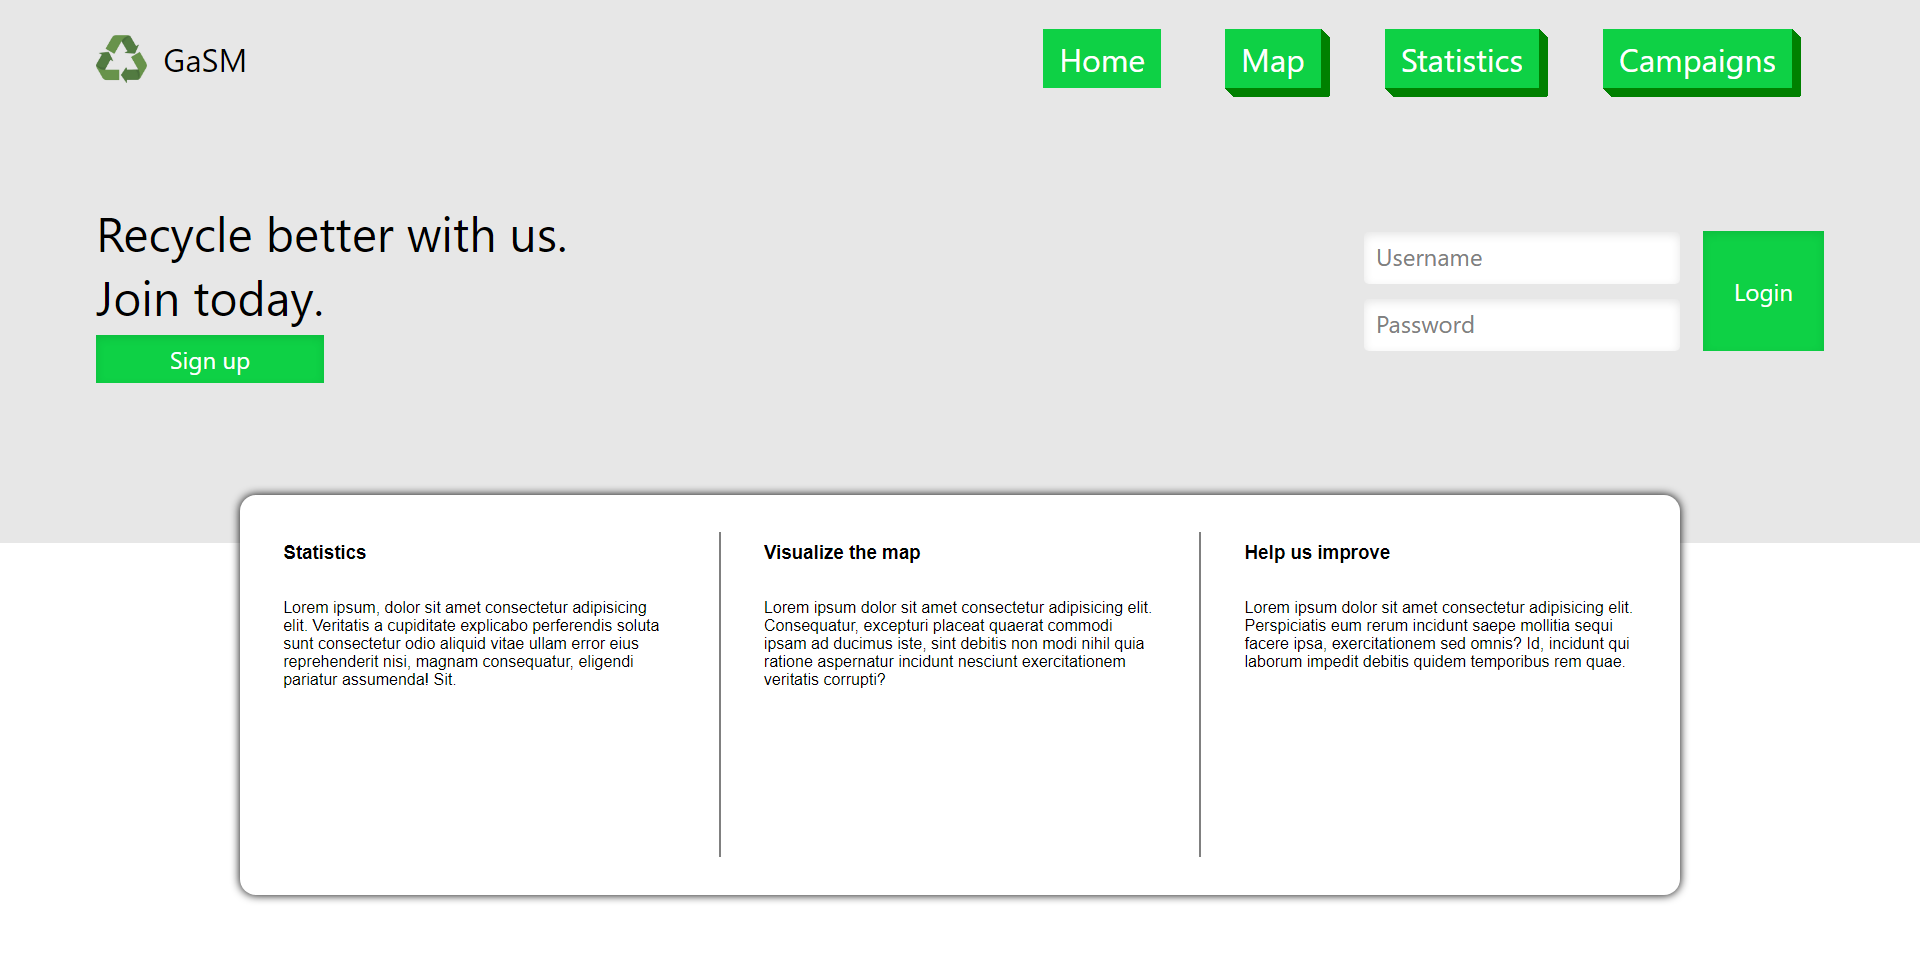 GaSM
Home
Map
Statistics
Campaigns
Recycle better with us.
Join today.
Sign up
Username
Password
Login
Statistics
Lorem ipsum, dolor sit amet consectetur adipisicing
elit. Veritatis a cupiditate explicabo perferendis soluta
sunt consectetur odio aliquid vitae ullam error eius
reprehenderit nisi, magnam consequatur, eligendi
pariatur assumenda! Sit.
Visualize the map
Lorem ipsum dolor sit amet consectetur adipisicing elit.
Consequatur, excepturi placeat quaerat commodi
ipsam ad ducimus iste, sint debitis non modi nihil quia
ratione aspernatur incidunt nesciunt exercitationem
veritatis corrupti?
Help us improve
Lorem ipsum dolor sit amet consectetur adipisicing elit.
Perspiciatis eum rerum incidunt saepe mollitia sequi
facere ipsa, exercitationem sed omnis? Id, incidunt qui
laborum impedit debitis quidem temporibus rem quae.